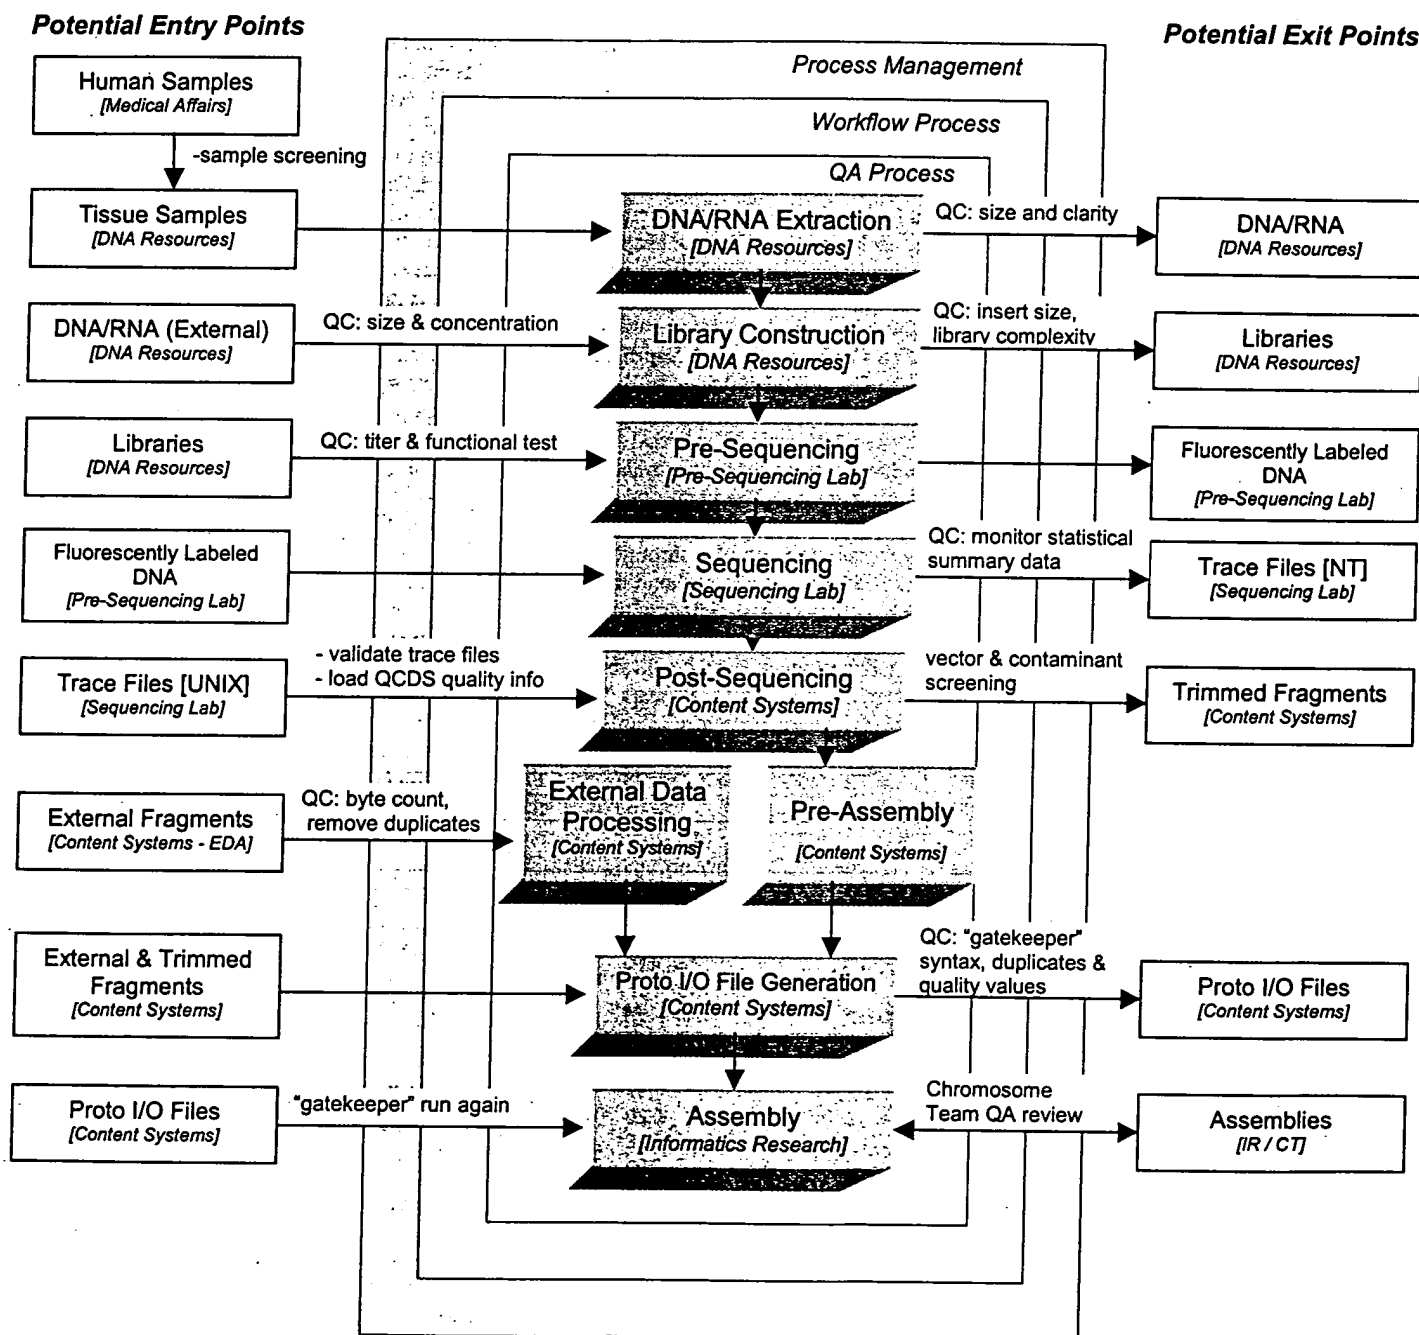 Potential Entry Points
Potential Exit Points
Process Management
Human Samples
[Medical Affairs]
Workflow Process
-sample screening
QA Process
Tissue Samples
[DNA Resources]
DNA/RNA Extraction
[DNA Resources]
QC: size and clarity
DNA/RNA
[DNA Resources]
DNA/RNA (External)
[DNA Resources]
QC: size & concentration
Library Construction
[DNA Resources]
QC: insert size,
library complexity
Libraries
[DNA Resources]
Libraries
[DNA Resources]
QC: titer & functional test
Pre-Sequencing
[Pre-Sequencing Lab]
Fluorescently Labeled
DNA
[Pre-Sequencing Lab]
Fluorescently Labeled
DNA
[Pre-Sequencing Lab]
Sequencing
[Sequencing Lab]
QC: monitor statistical
summary data
Trace Files [NT]
[Sequencing Lab]
Trace Files [UNIX]
[Sequencing Lab]
- validate trace files
- load QCDS quality info
Post-Sequencing
[Content Systems]
vector & contaminant
screening
Trimmed Fragments
[Content Systems]
External Fragments
[Content Systems - EDA]
QC: byte count,
remove duplicates
External Data
Processing
[Content Systems]
Pre-Assembly
[Content Systems]
External & Trimmed
Fragments
[Content Systems]
Proto I/O File Generation
[Content Systems]
QC: "gatekeeper"
syntax, duplicates &
quality values
Proto I/O Files
[Content Systems]
Proto I/O Files
[Content Systems]
"gatekeeper" run again
Assembly
[Informatics Research]
Chromosome
Team QA review
Assemblies
[IR / CT]